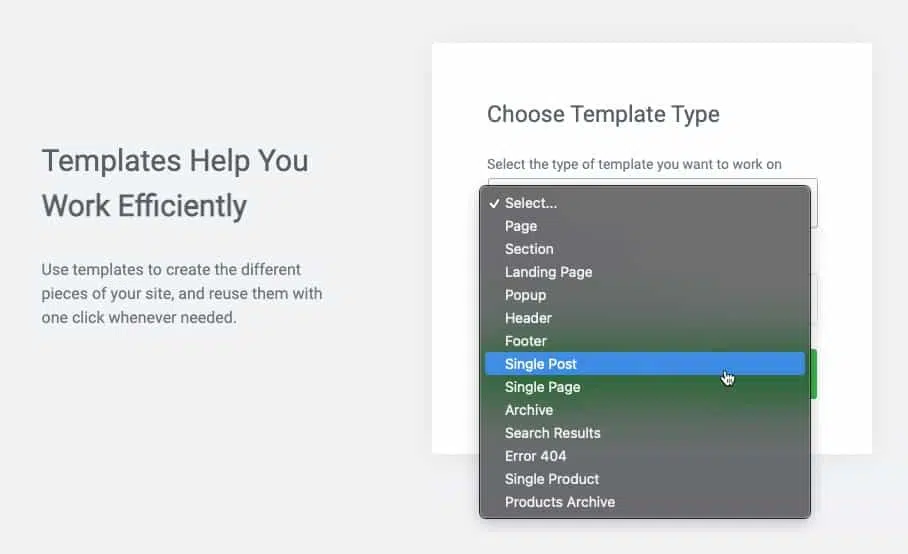 Templates Help You
Work Efficiently
Use templates to create the different
pieces of your site, and reuse them with
one click whenever needed.
Choose Template Type
Select the type of template you want to work on
✓ Select...
Page
Section
Landing Page
Popup
Header
Footer
Single Post
Single Page
Archive
Search Results
Error 404
Single Product
Products Archive